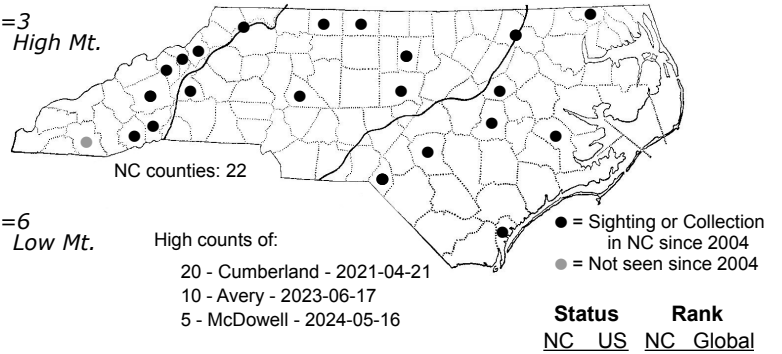 =3
High Mt.
NC counties: 22
=6
Low Mt.
High counts of:
20 - Cumberland - 2021-04-21
10 - Avery - 2023-06-17
5 - McDowell - 2024-05-16
= Sighting or Collection
in NC since 2004
= Not seen since 2004
Status Rank
NC US NC Global